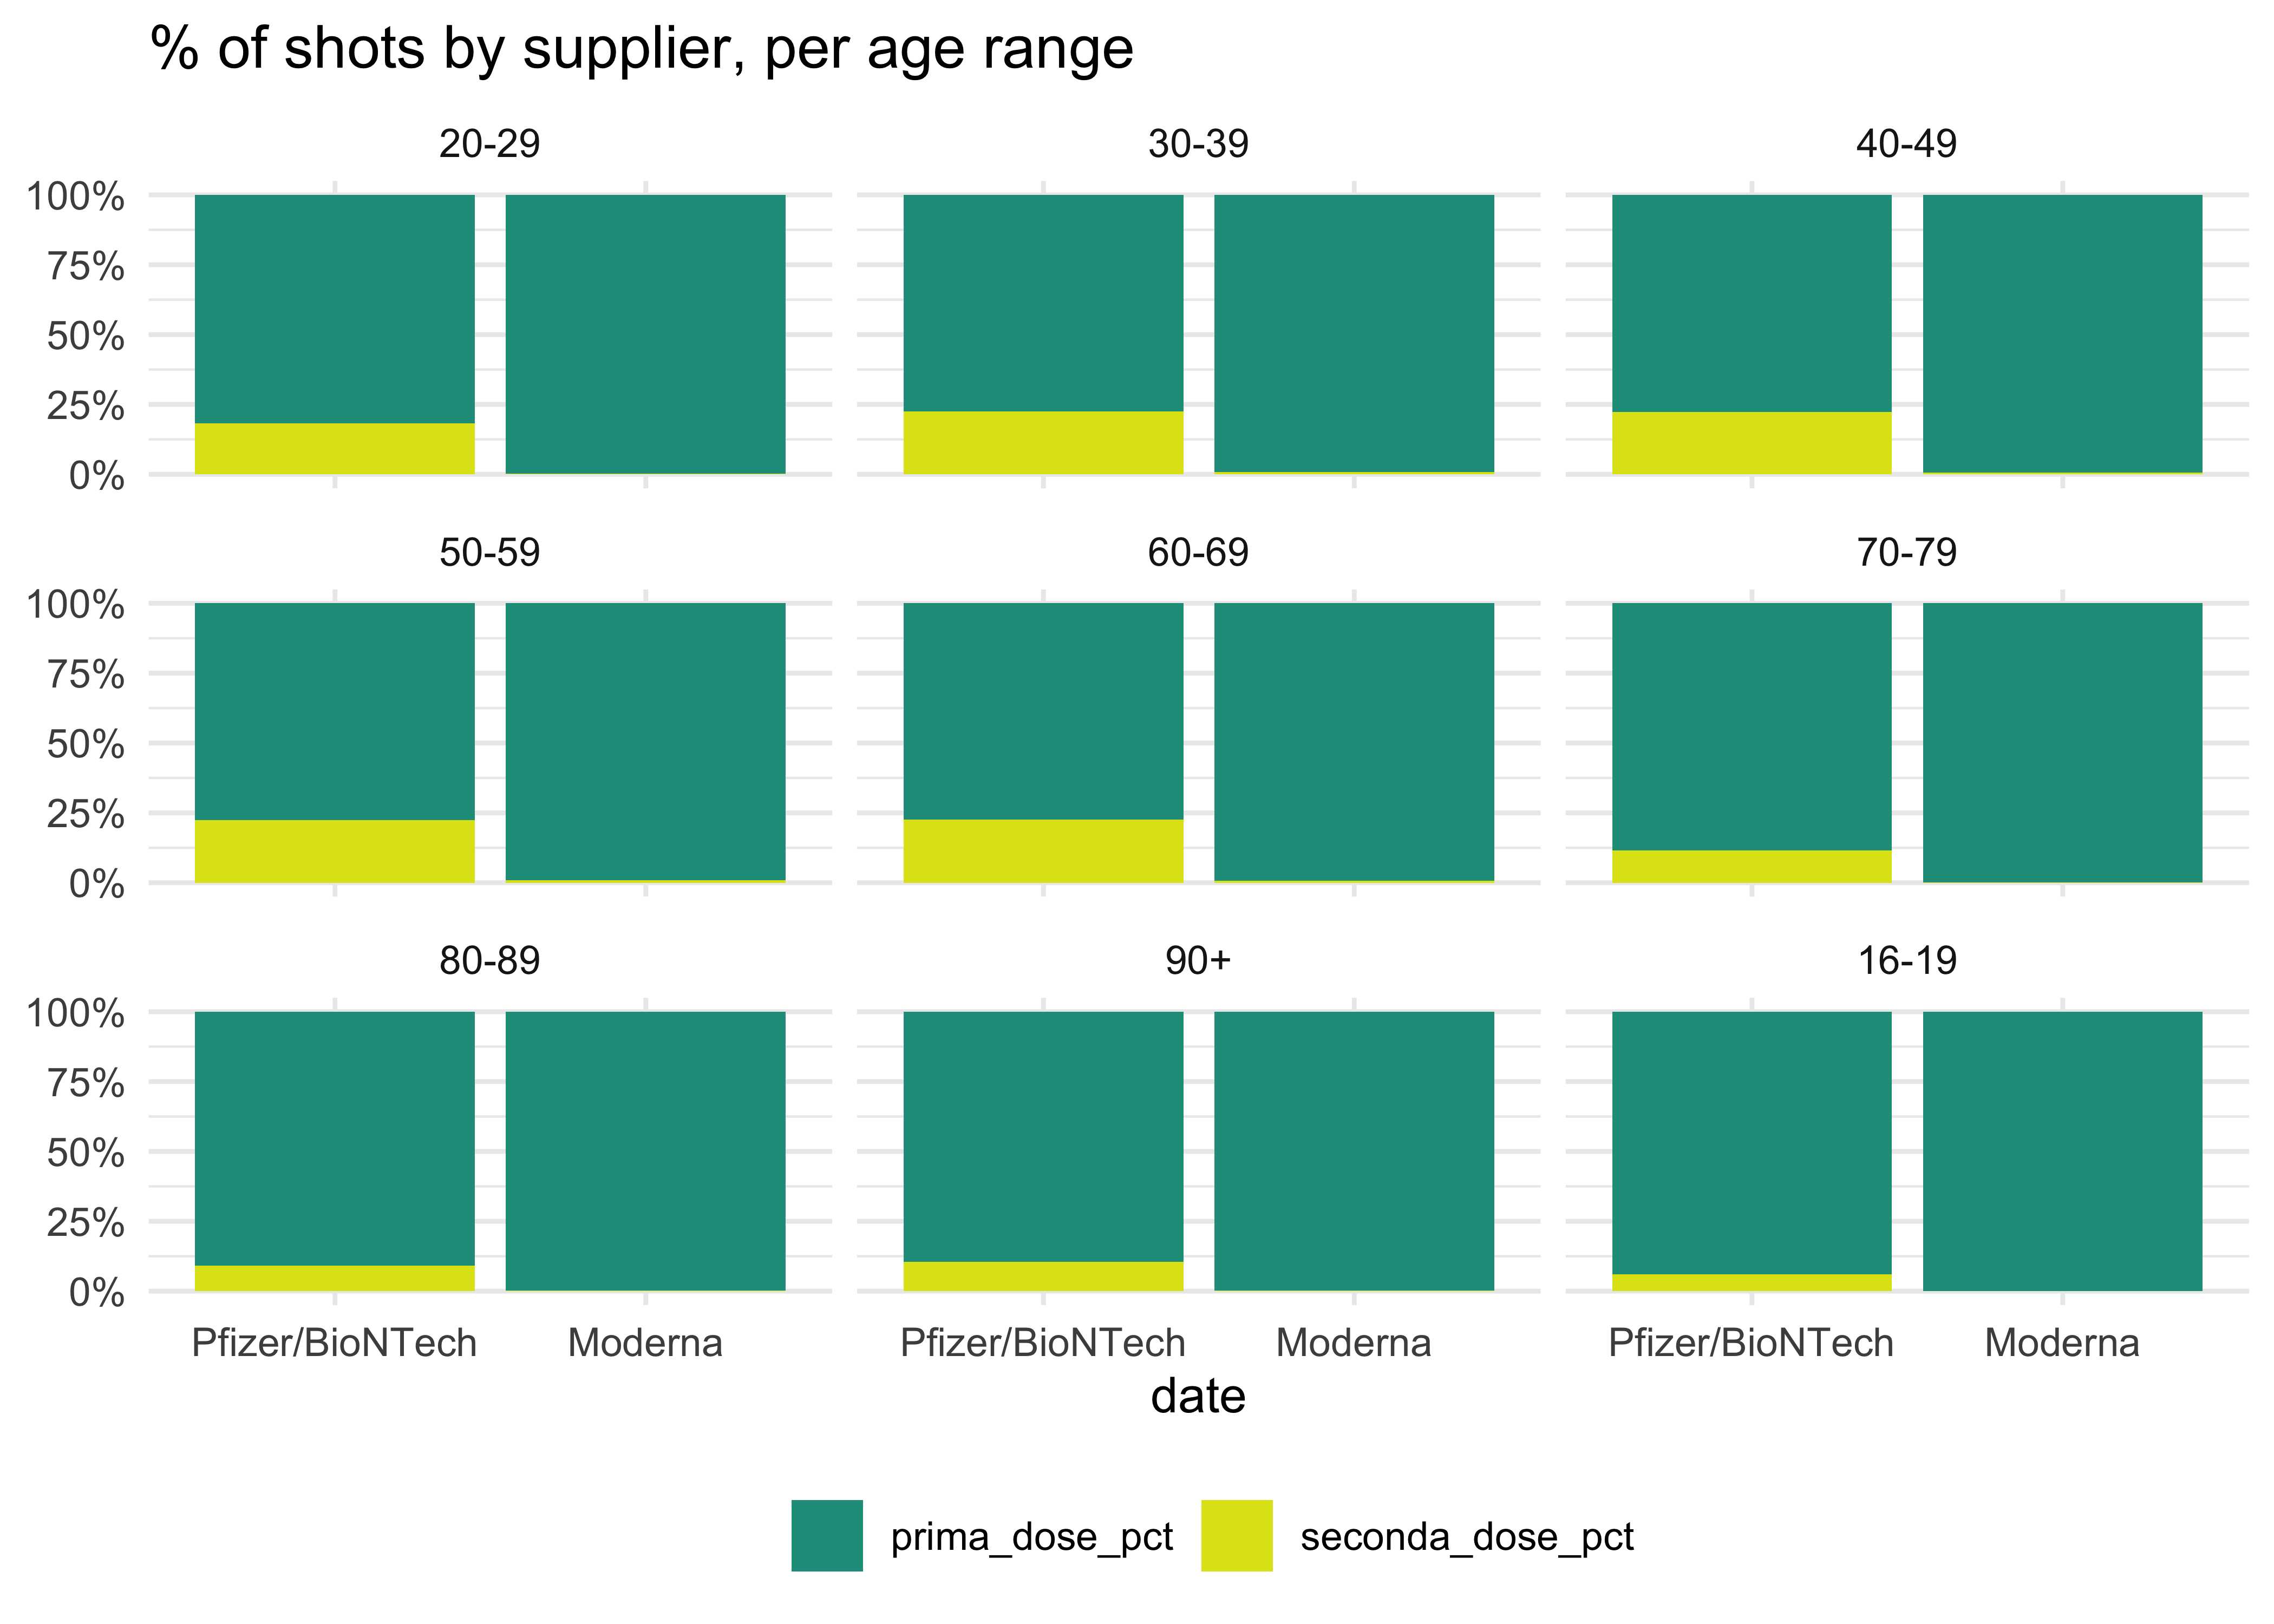 % of shots by supplier, per age range
20-29 30-39 40-49
100%
75%
50%
25%
0%
50-59 60-69 70-79
100%
75%
50%
25%
0%
80-89 90+ 16-19
100%
75%
50%
25%
0%
Pfizer/BioNTech Moderna Pfizer/BioNTech Moderna Pfizer/BioNTech Moderna
date
prima_dose_pct seconda_dose_pct